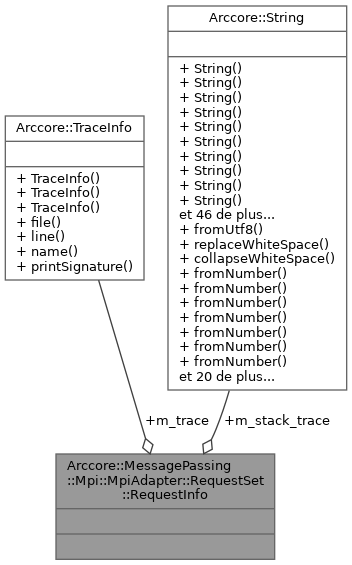 Arccore::String
+ String()
+ String()
+ String()
+ String()
+ String()
+ String()
+ String()
+ String()
+ String()
+ String()
et 46 de plus...
+ fromUtf8()
+ replaceWhiteSpace()
+ collapseWhiteSpace()
+ fromNumber()
+ fromNumber()
+ fromNumber()
+ fromNumber()
+ fromNumber()
+ fromNumber()
+ fromNumber()
et 20 de plus...
Arccore::TraceInfo
+ TraceInfo()
+ TraceInfo()
+ TraceInfo()
+ file()
+ line()
+ name()
+ printSignature()
+m_trace
+m_stack_trace
Arccore::MessagePassing
::Mpi::MpiAdapter::RequestSet
::RequestInfo